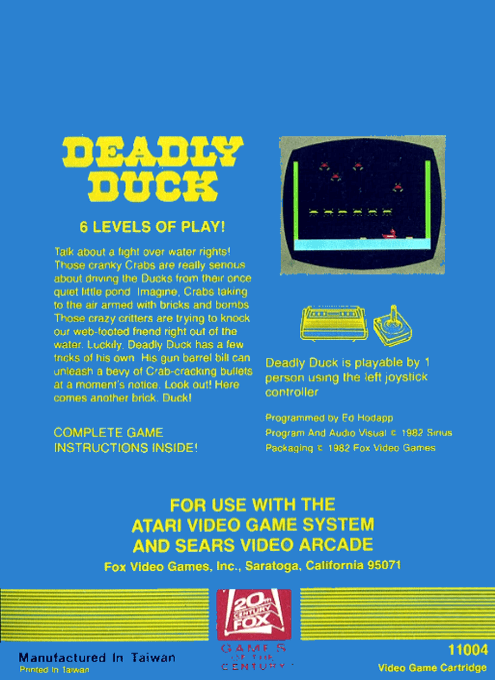 DEADLY
DUCK
6 LEVELS OF PLAY!
Talk about a fight over water rights!
Those cranky Crabs are really serious
about driving the Ducks from their once
quiet little pond. Imagine, Crabs taking
to the air armed with bricks and bombs
Those crazy critters are trying to knock
our web-footed friend right out of the
water. Luckily, Deadly Duck has a few
tricks of his own. His gun barrel bill can
unleash a bevy of Crab-cracking bullets
at a moment's notice. Look out! Here
comes another brick. Duck!
COMPLETE GAME
INSTRUCTIONS INSIDE!
Deadly Duck is playable by 1
person using the left joystick
controller
Programmed by Ed Hodapp
Program And Audio Visual © 1982 Sirius
Packaging © 1982 Fox Video Games
FOR USE WITH THE
ATARI VIDEO GAME SYSTEM
AND SEARS VIDEO ARCADE
Fox Video Games, Inc., Saratoga, California 95071
20TH
CENTURY
FOX
GAMES
OF THE
CENTURY
Manufactured In Taiwan
Printed In Taiwan
11004
Video Game Cartridge